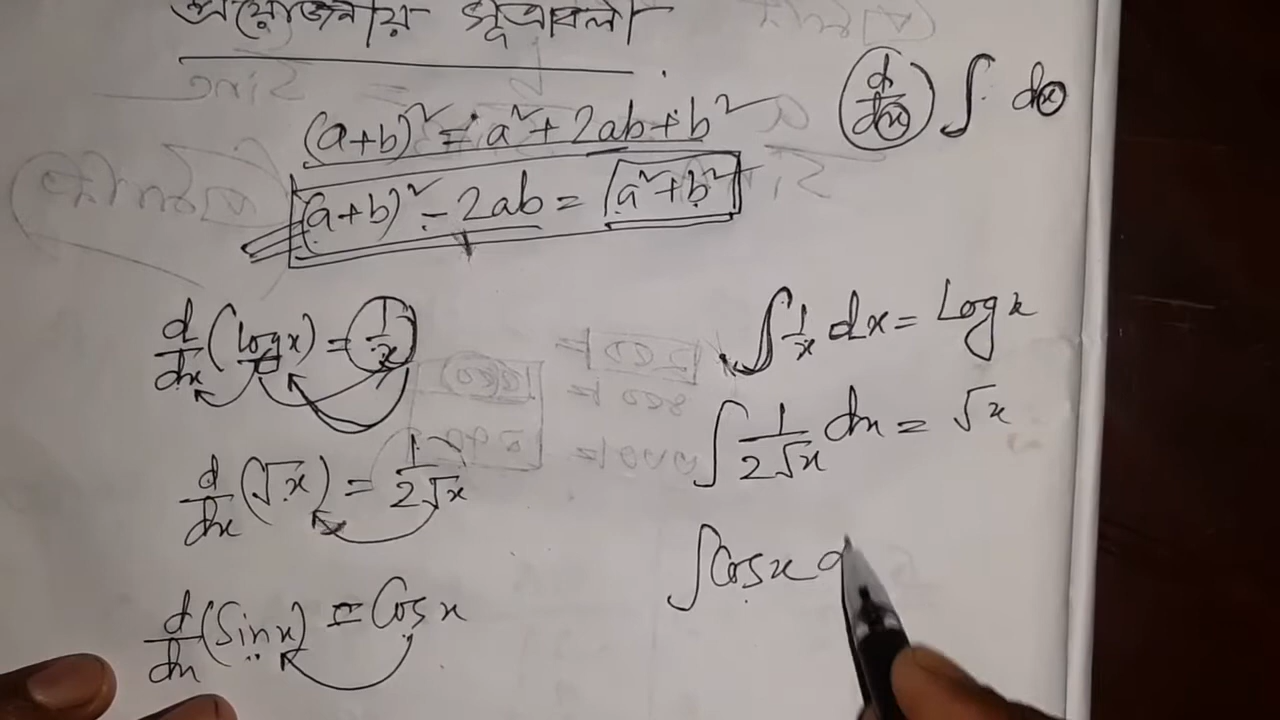 প্রয়োজনীয় সূত্রাবলী
d/dx ∫ dx
(a+b)² = a² + 2ab + b²
(a+b)² - 2ab = a² + b²
d/dx (log x) = 1/x
∫ 1/x dx = Log x
d/dx (√x) = 1/2√x
∫ 1/2√x dx = √x
d/dx (Sin x) = Cos x
∫ Cos x d